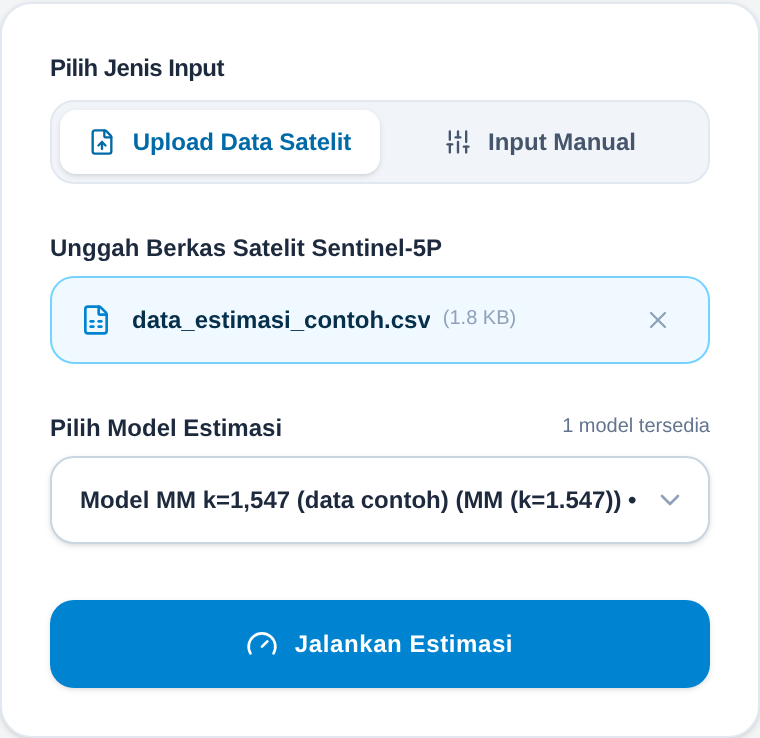 Pilih Jenis Input
Upload Data Satelit
Input Manual
Unggah Berkas Satelit Sentinel-5P
data_estimasi_contoh.csv (1.8 KB)
Pilih Model Estimasi
1 model tersedia
Model MM k=1,547 (data contoh) (MM (k=1.547)) •
Jalankan Estimasi